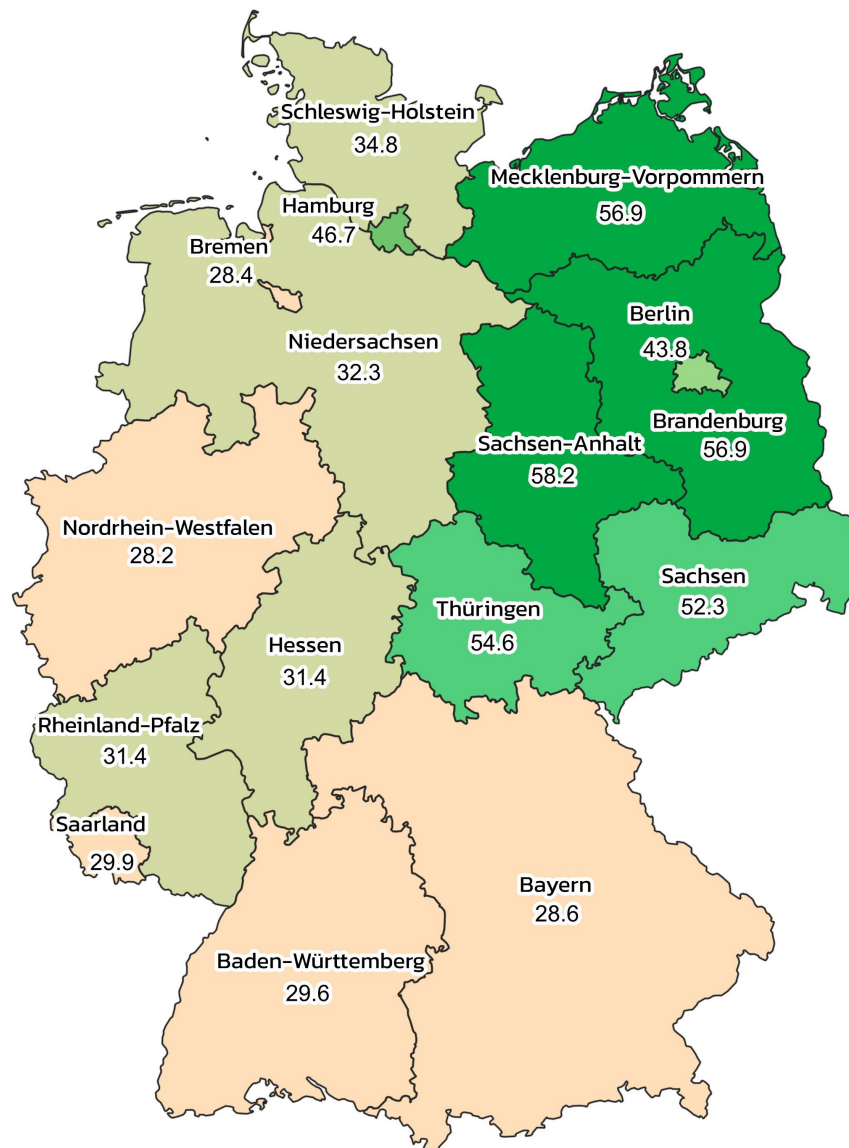 Schleswig-Holstein
34.8
Mecklenburg-Vorpommern
56.9
Hamburg
46.7
Bremen
28.4
Berlin
43.8
Niedersachsen
32.3
Brandenburg
56.9
Sachsen-Anhalt
58.2
Nordrhein-Westfalen
28.2
Sachsen
52.3
Thüringen
54.6
Hessen
31.4
Rheinland-Pfalz
31.4
Saarland
29.9
Bayern
28.6
Baden-Württemberg
29.6